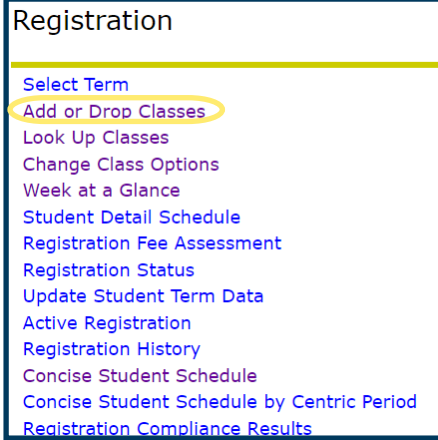 Registration
Select Term
Add or Drop Classes
Look Up Classes
Change Class Options
Week at a Glance
Student Detail Schedule
Registration Fee Assessment
Registration Status
Update Student Term Data
Active Registration
Registration History
Concise Student Schedule
Concise Student Schedule by Centric Period
Registration Compliance Results